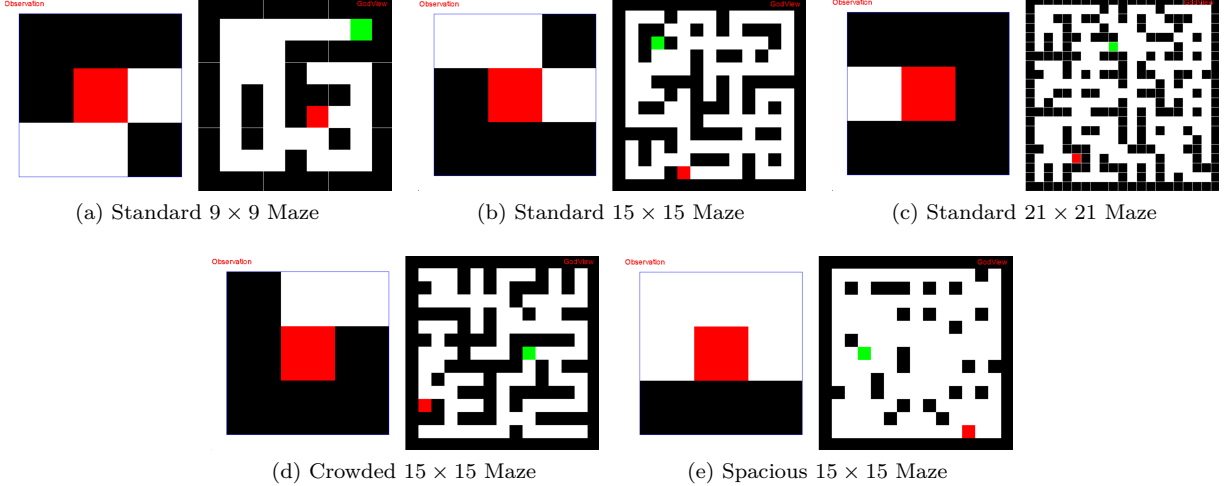 Observation
GodView
Observation
GodView
Observation
GodView
(a) Standard 9 × 9 Maze
(b) Standard 15 × 15 Maze
(c) Standard 21 × 21 Maze
Observation
GodView
Observation
GodView
(d) Crowded 15 × 15 Maze
(e) Spacious 15 × 15 Maze